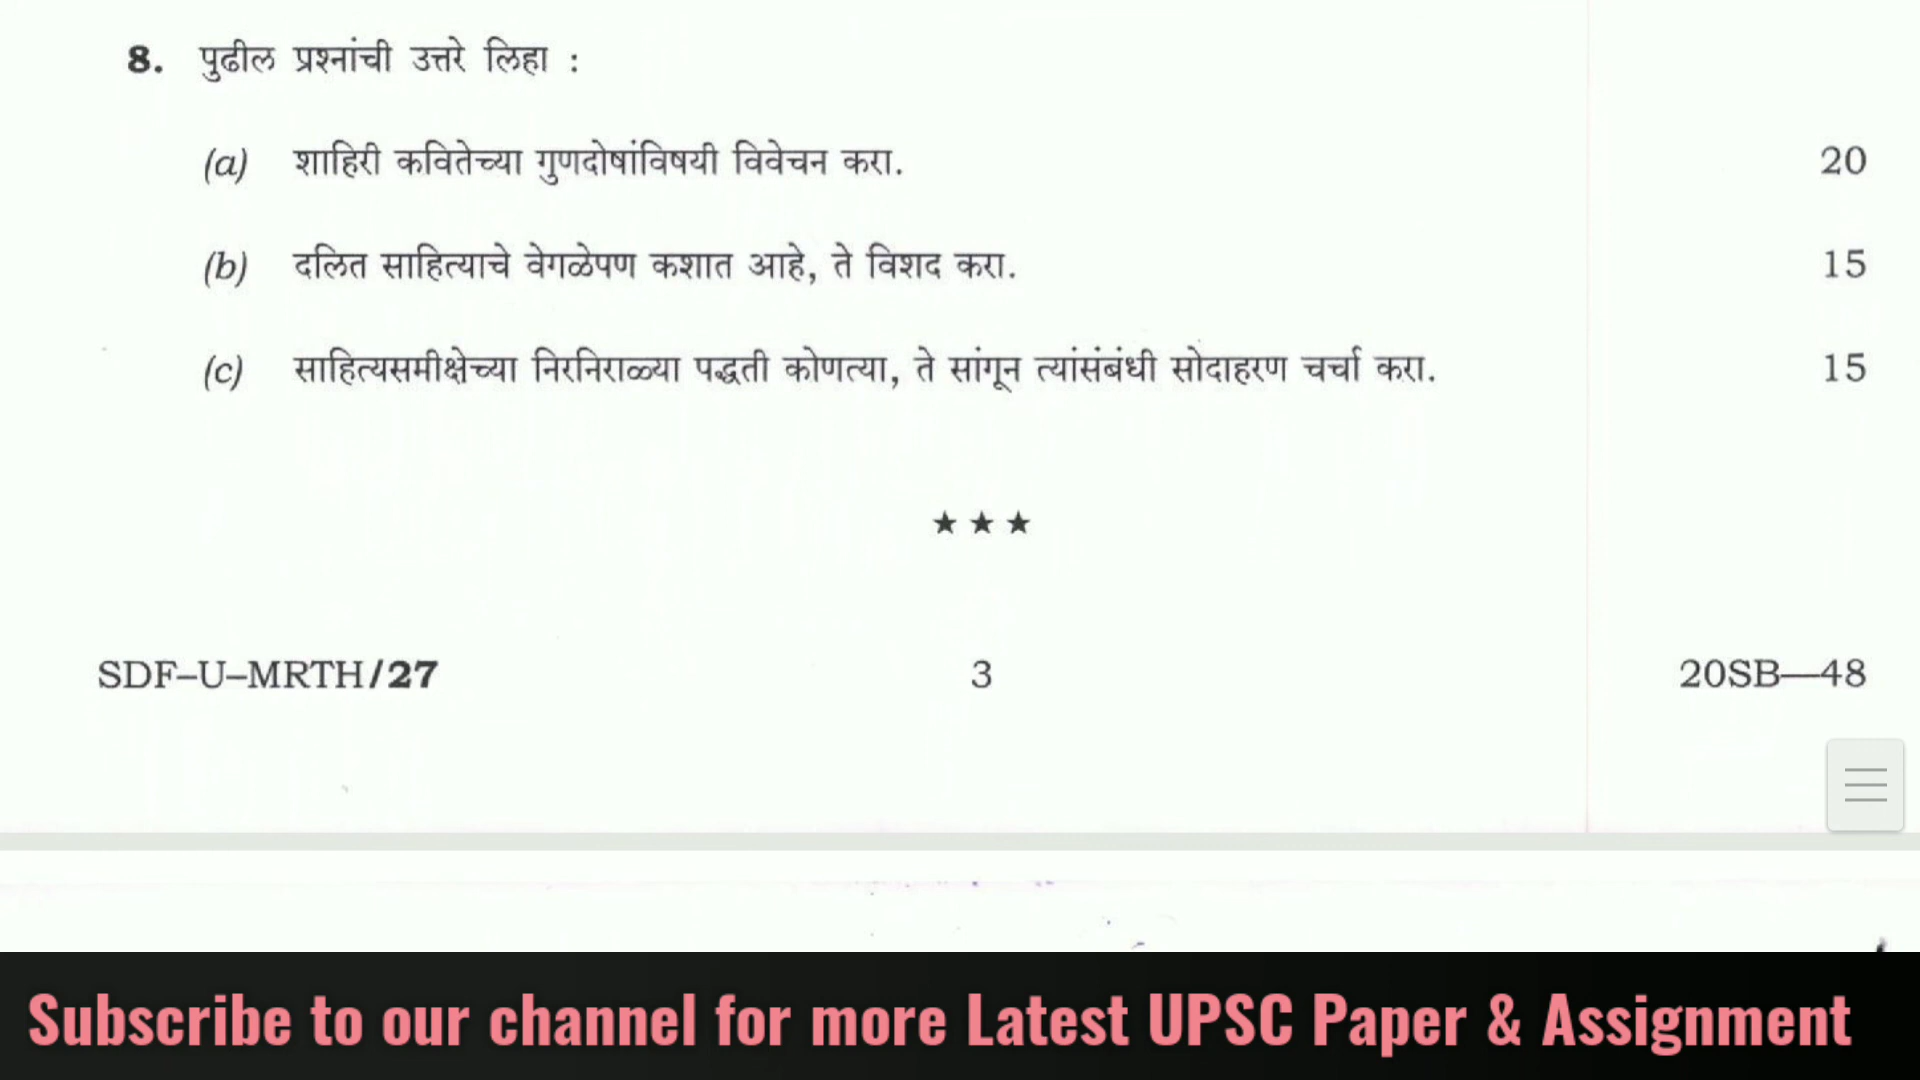 8. पुढील प्रश्नांची उत्तरे लिहा :
(a) शाहिरी कवितेच्या गुणदोषांविषयी विवेचन करा. 20
(b) दलित साहित्याचे वेगळेपण कशात आहे, ते विशद करा. 15
(c) साहित्यसमीक्षेच्या निरनिराळ्या पद्धती कोणत्या, ते सांगून त्यांसंबंधी सोदाहरण चर्चा करा. 15
★ ★ ★
SDF–U–MRTH/27 3 20SB—48
Subscribe to our channel for more Latest UPSC Paper & Assignment